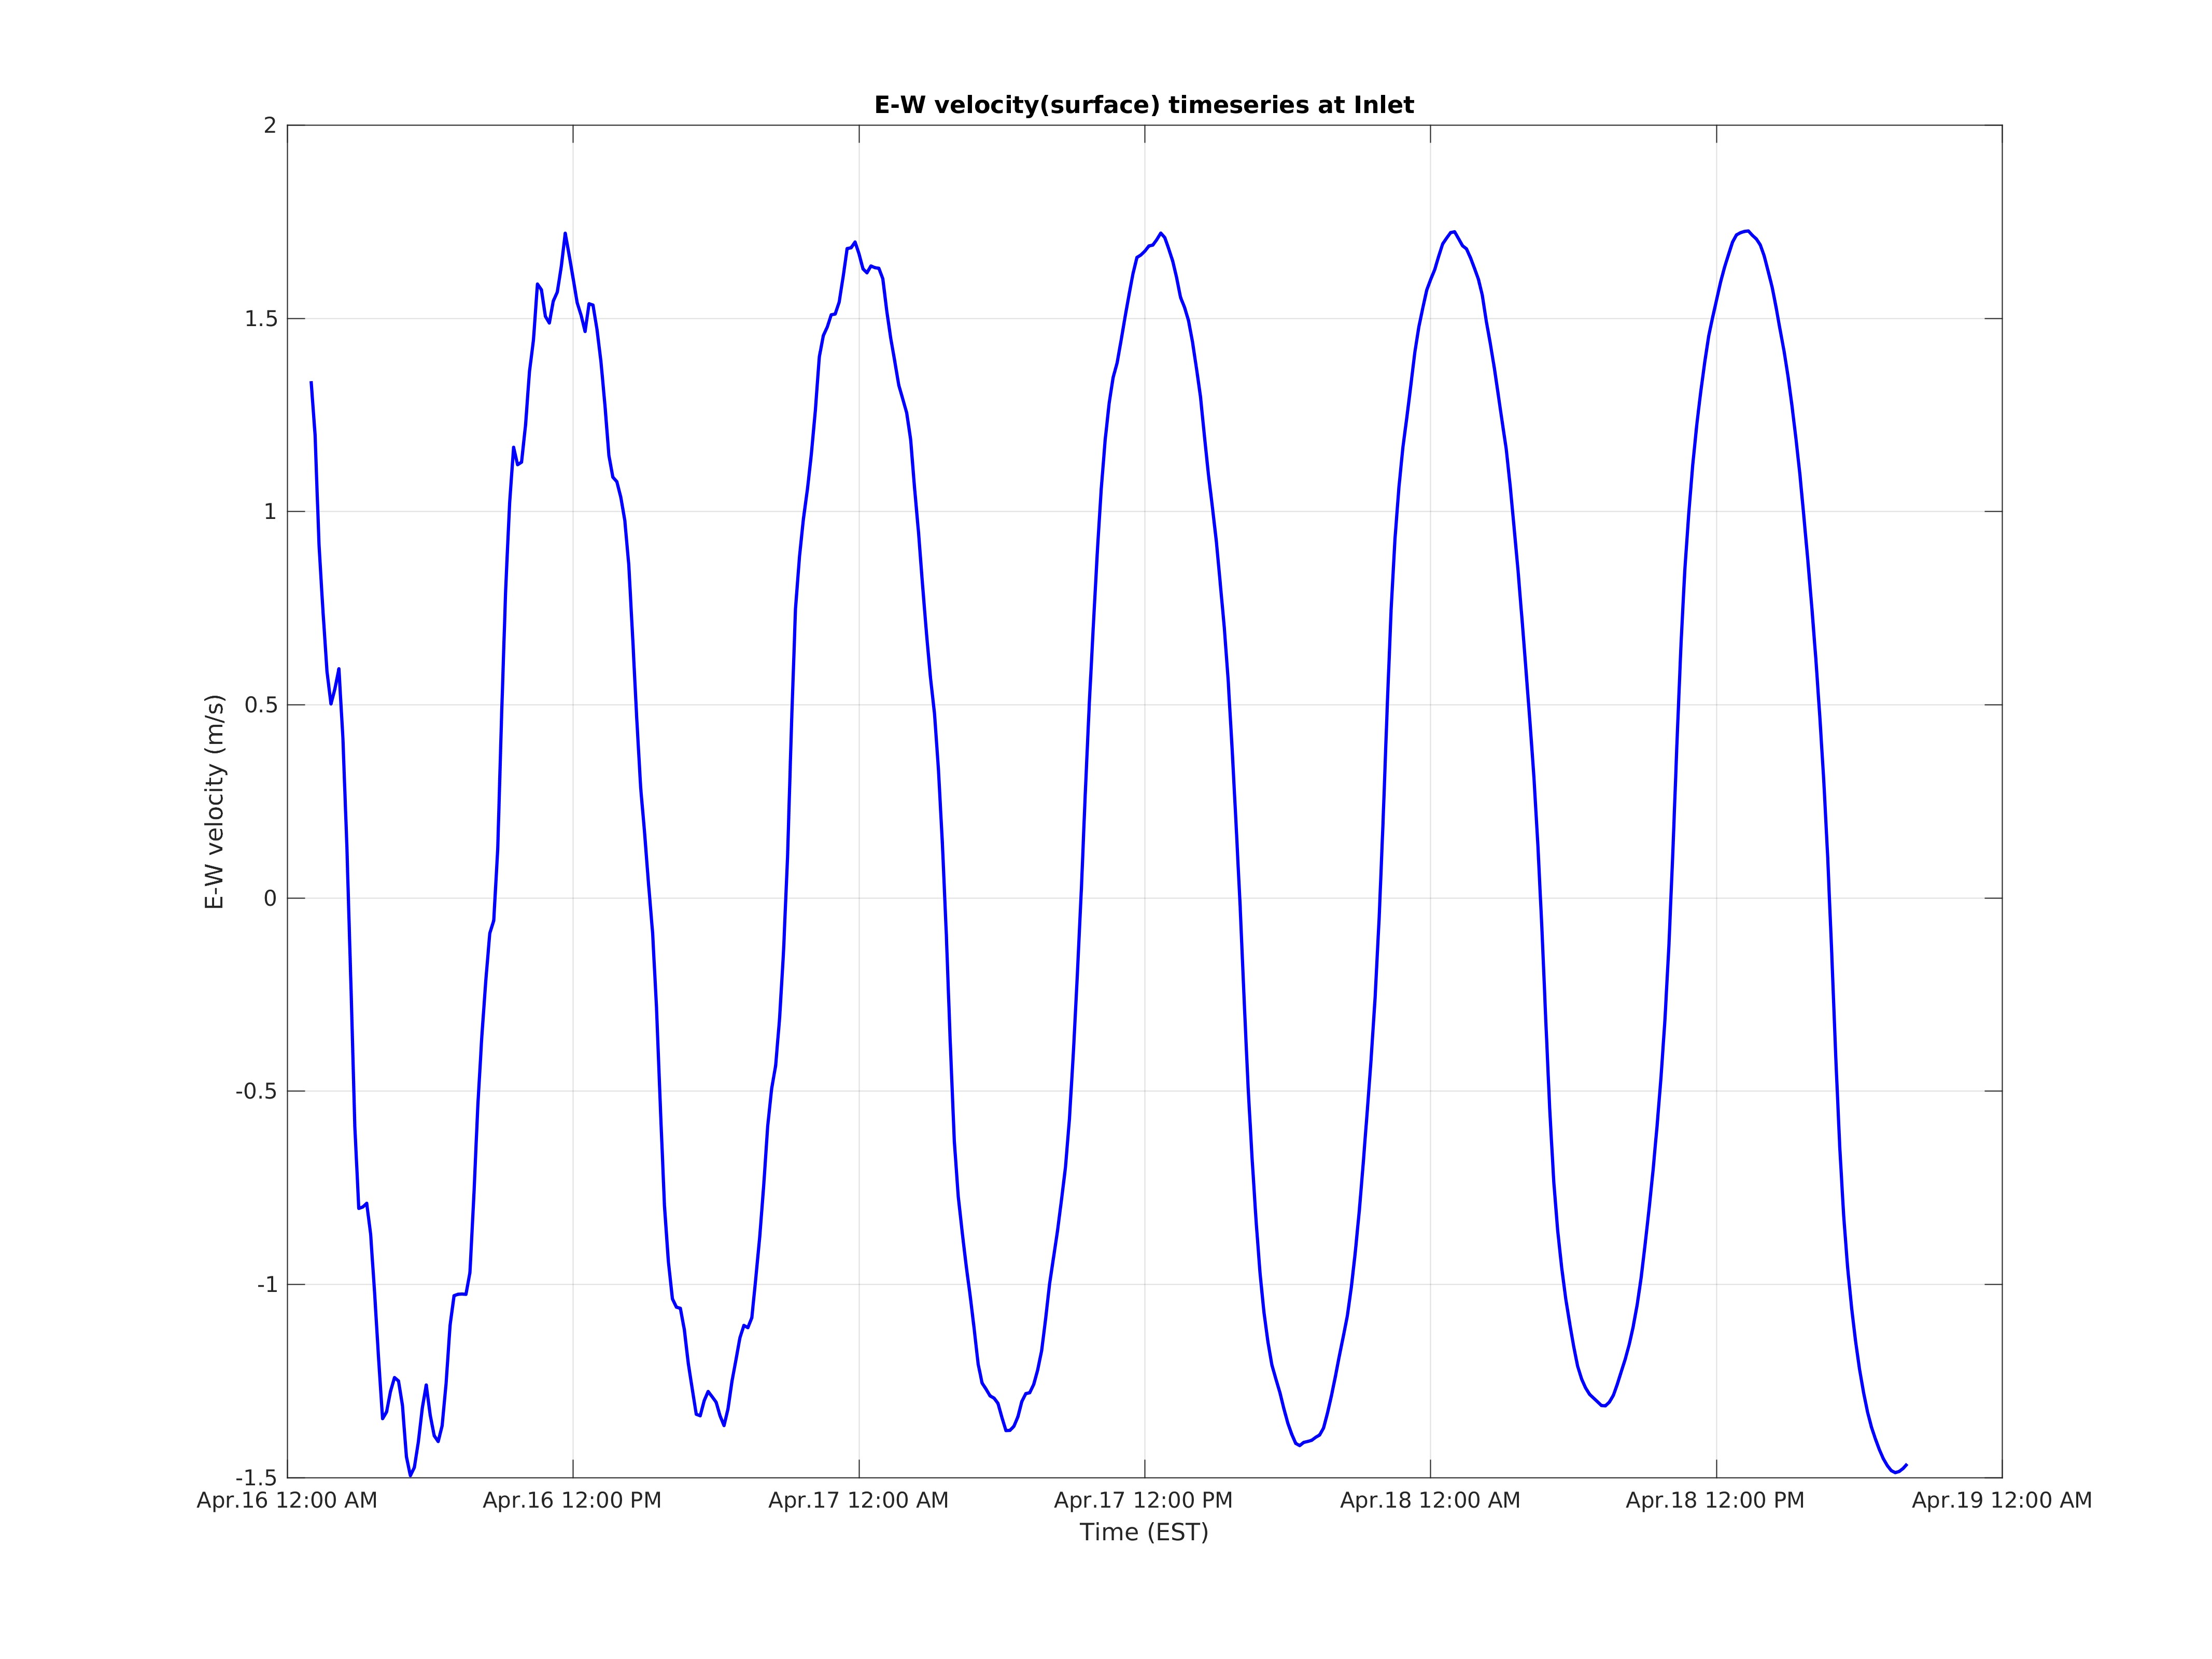 E-W velocity(surface) timeseries at Inlet
2
1.5
1
0.5
0
-0.5
-1
-1.5
E-W velocity (m/s)
Apr.16 12:00 AM Apr.16 12:00 PM Apr.17 12:00 AM Apr.17 12:00 PM Apr.18 12:00 AM Apr.18 12:00 PM Apr.19 12:00 AM
Time (EST)